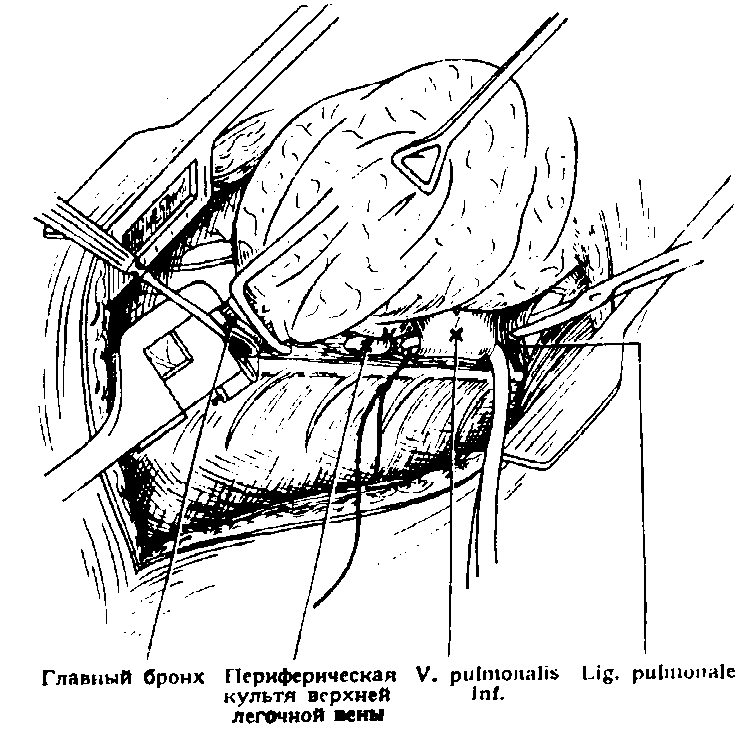 Главный бронх
Периферическая
культя верхней
легочной вены
V. pulmonalis
inf.
Lig. pulmonale